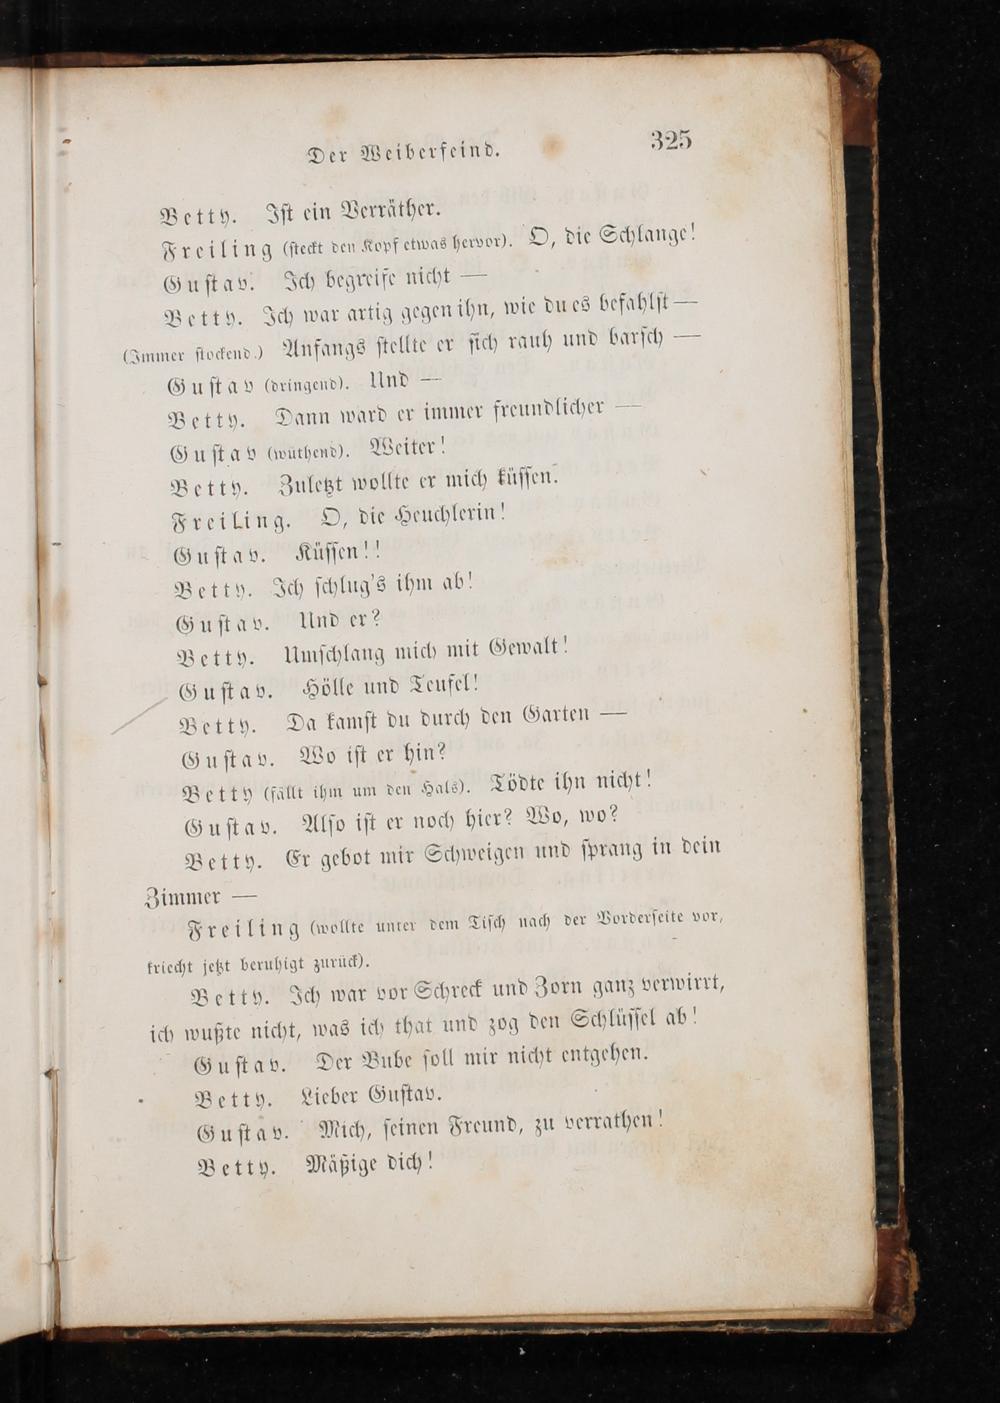 Der Weiberfeind. 325
Betty. Ist ein Verräther.
Freiling (steckt den Kopf etwas hervor). O, die Schlange!
Gustav. Ich begreife nicht —
Betty. Ich war artig gegen ihn, wie du es befahlst —
(Immer stockend.) Anfangs stellte er sich rauh und barsch —
Gustav (dringend). Und —
Betty. Dann ward er immer freundlicher —
Gustav (wüthend). Weiter!
Betty. Zuletzt wollte er mich küssen.
Freiling. O, die Heuchlerin!
Gustav. Küssen!!
Betty. Ich schlug's ihm ab!
Gustav. Und er?
Betty. Umschlang mich mit Gewalt!
Gustav. Hölle und Teufel!
Betty. Da kamst du durch den Garten —
Gustav. Wo ist er hin?
Betty (fällt ihm um den Hals). Tödte ihn nicht!
Gustav. Also ist er noch hier? Wo, wo?
Betty. Er gebot mir Schweigen und sprang in dein
Zimmer —
Freiling (wollte unter dem Tisch nach der Vorderseite vor,
kriecht jetzt beruhigt zurück).
Betty. Ich war vor Schreck und Zorn ganz verwirrt,
ich wußte nicht, was ich that und zog den Schlüssel ab!
Gustav. Der Bube soll mir nicht entgehen.
Betty. Lieber Gustav.
Gustav. Mich, seinen Freund, zu verrathen!
Betty. Mäßige dich!